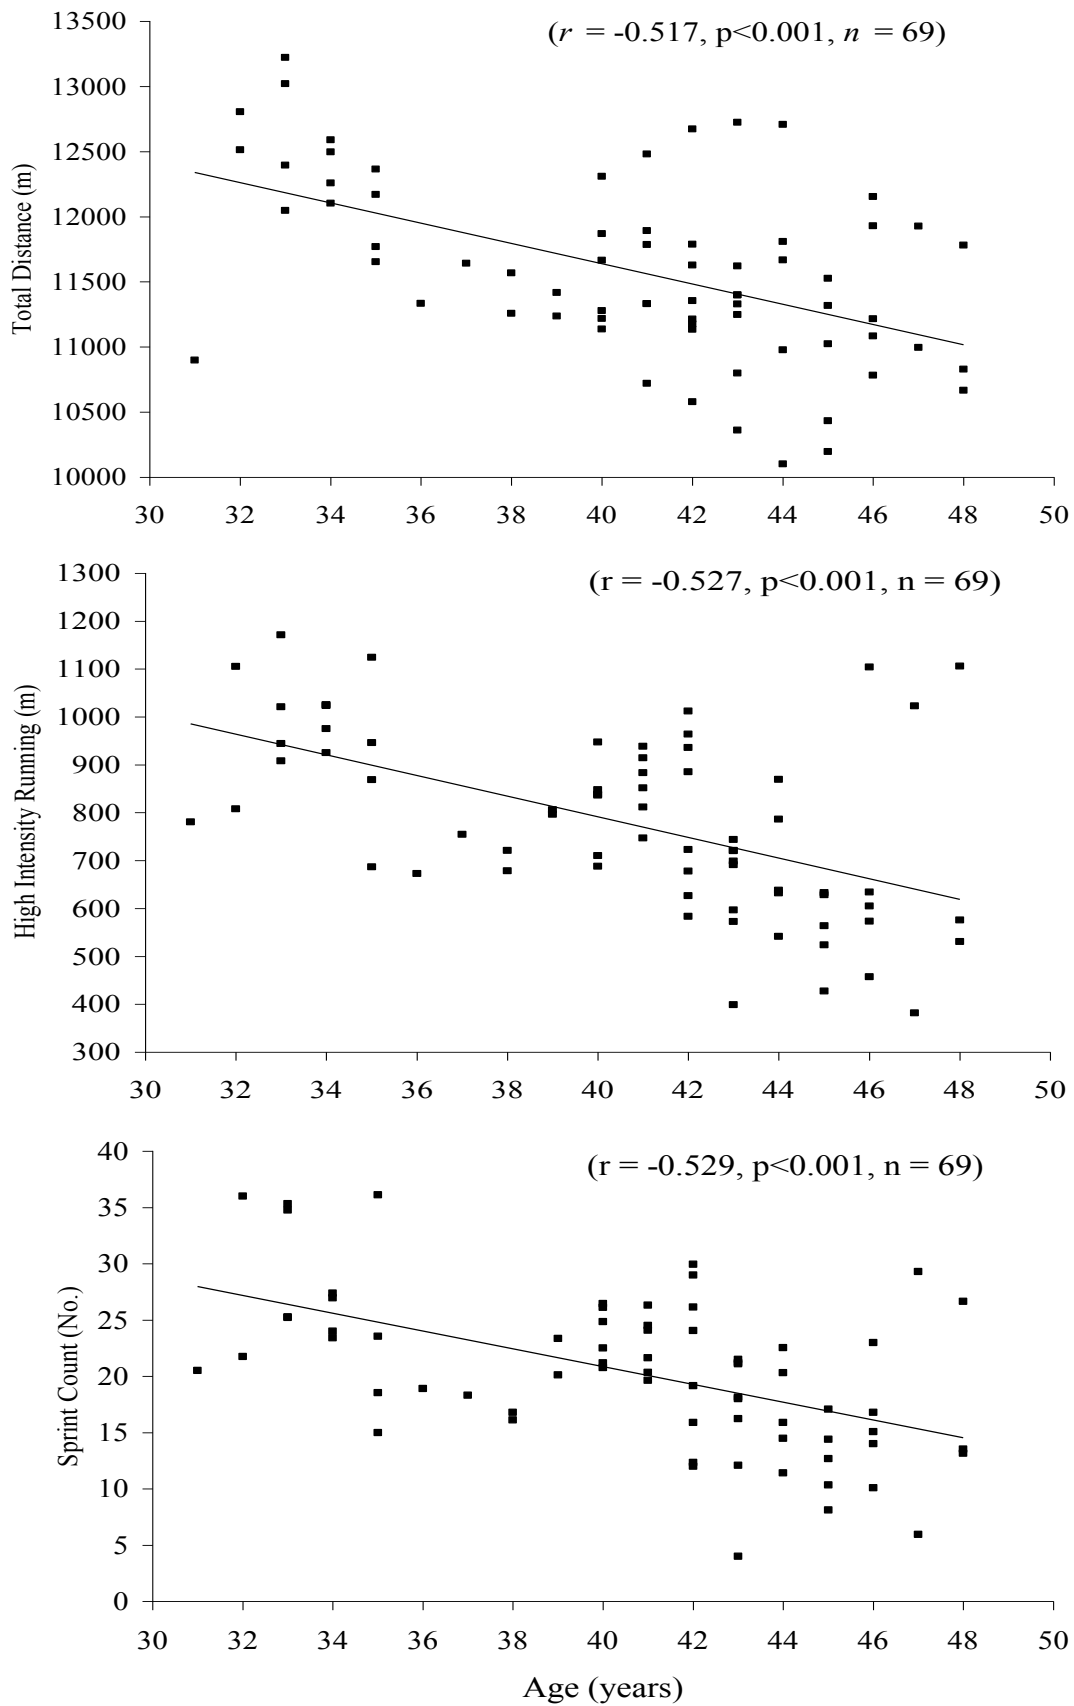 (r = -0.517, p<0.001, n = 69)
13500
13000
12500
12000
11500
11000
10500
10000
Total Distance (m)
30 32 34 36 38 40 42 44 46 48 50
(r = -0.527, p<0.001, n = 69)
1300
1200
1100
1000
900
800
700
600
500
400
300
High Intensity Running (m)
30 32 34 36 38 40 42 44 46 48 50
(r = -0.529, p<0.001, n = 69)
40
35
30
25
20
15
10
5
0
Sprint Count (No.)
30 32 34 36 38 40 42 44 46 48 50
Age (years)